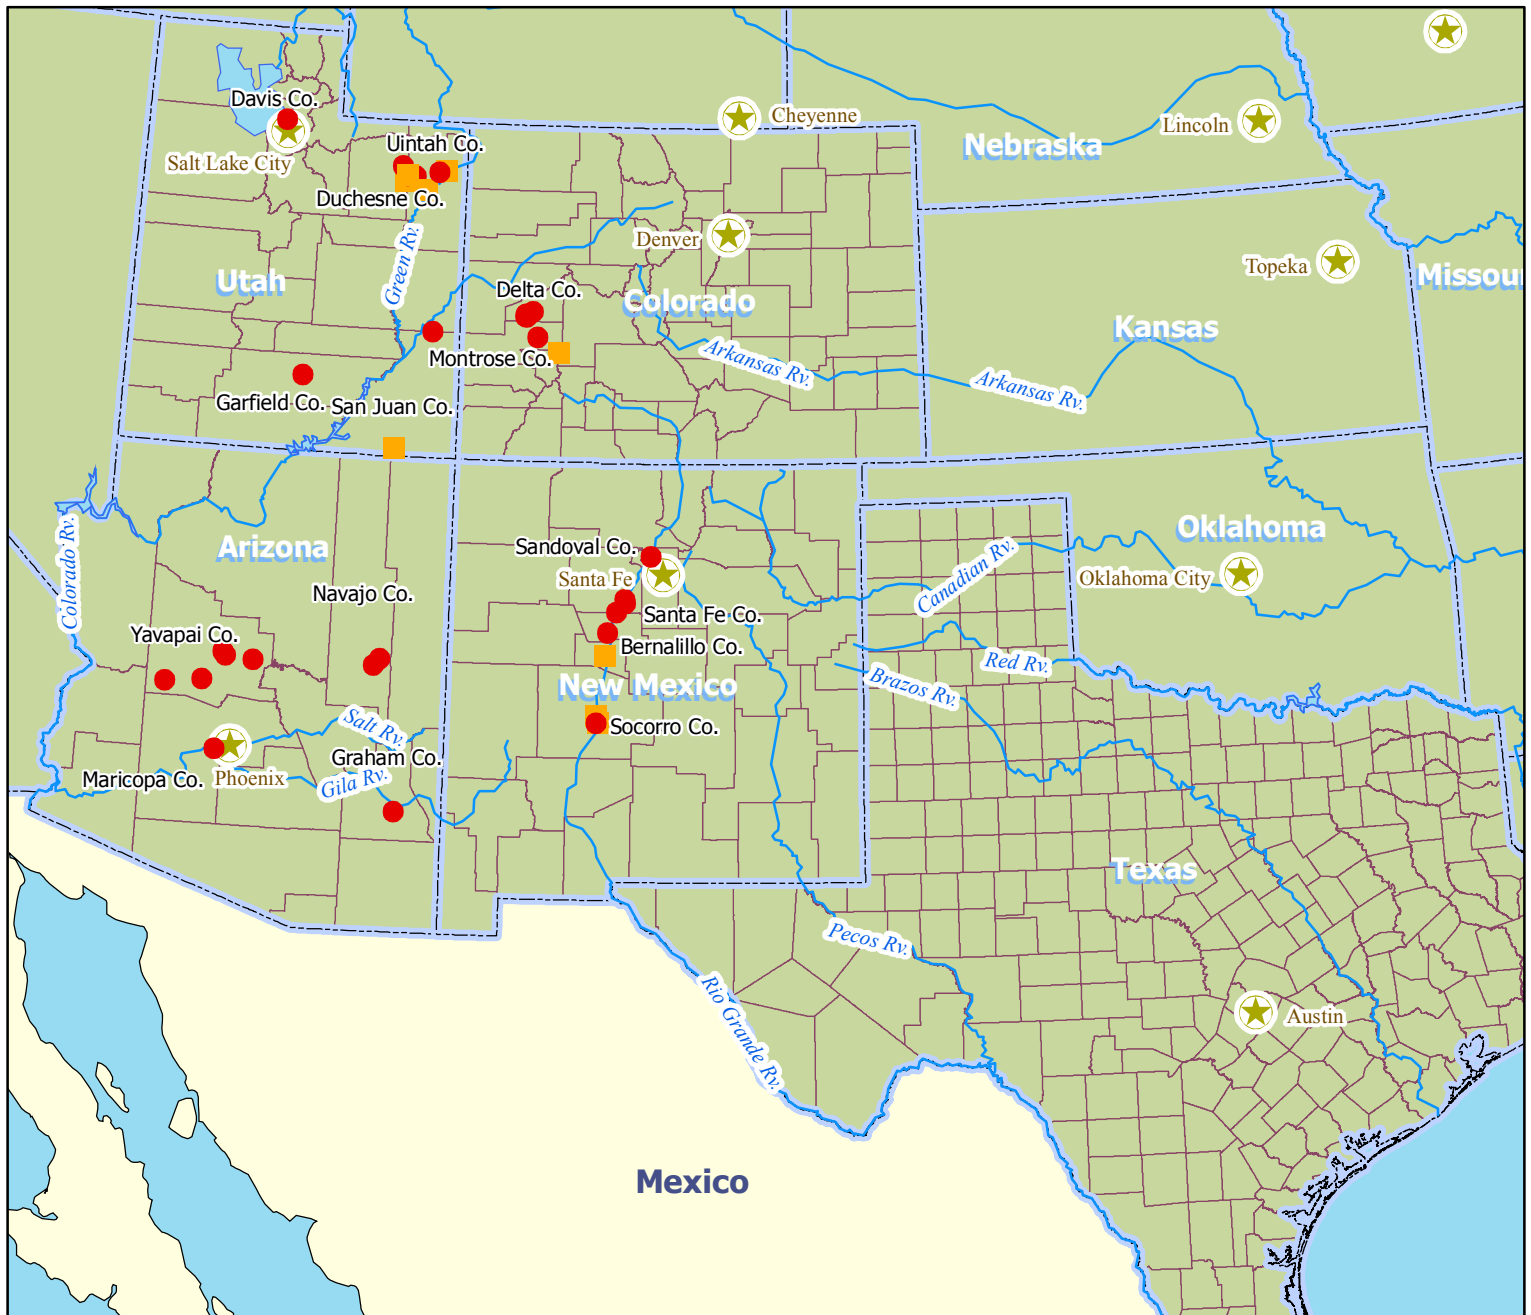 Davis Co.
Cheyenne
Nebraska
Lincoln
Uintah Co.
Salt Lake City
Duchesne Co.
Green Rv.
Denver
Topeka
Utah
Delta Co.
Colorado
Missour
Kansas
Montrose Co.
Arkansas Rv.
Arkansas Rv.
Garfield Co.
San Juan Co.
Colorado Rv.
Arizona
Sandoval Co.
Oklahoma
Canadian Rv.
Santa Fe
Oklahoma City
Navajo Co.
Santa Fe Co.
Yavapai Co.
Bernalillo Co.
Red Rv.
New Mexico
Brazos Rv.
Salt Rv.
Socorro Co.
Graham Co.
Maricopa Co.
Phoenix
Gila Rv.
Texas
Pecos Rv.
Rio Grande Rv.
Austin
Mexico